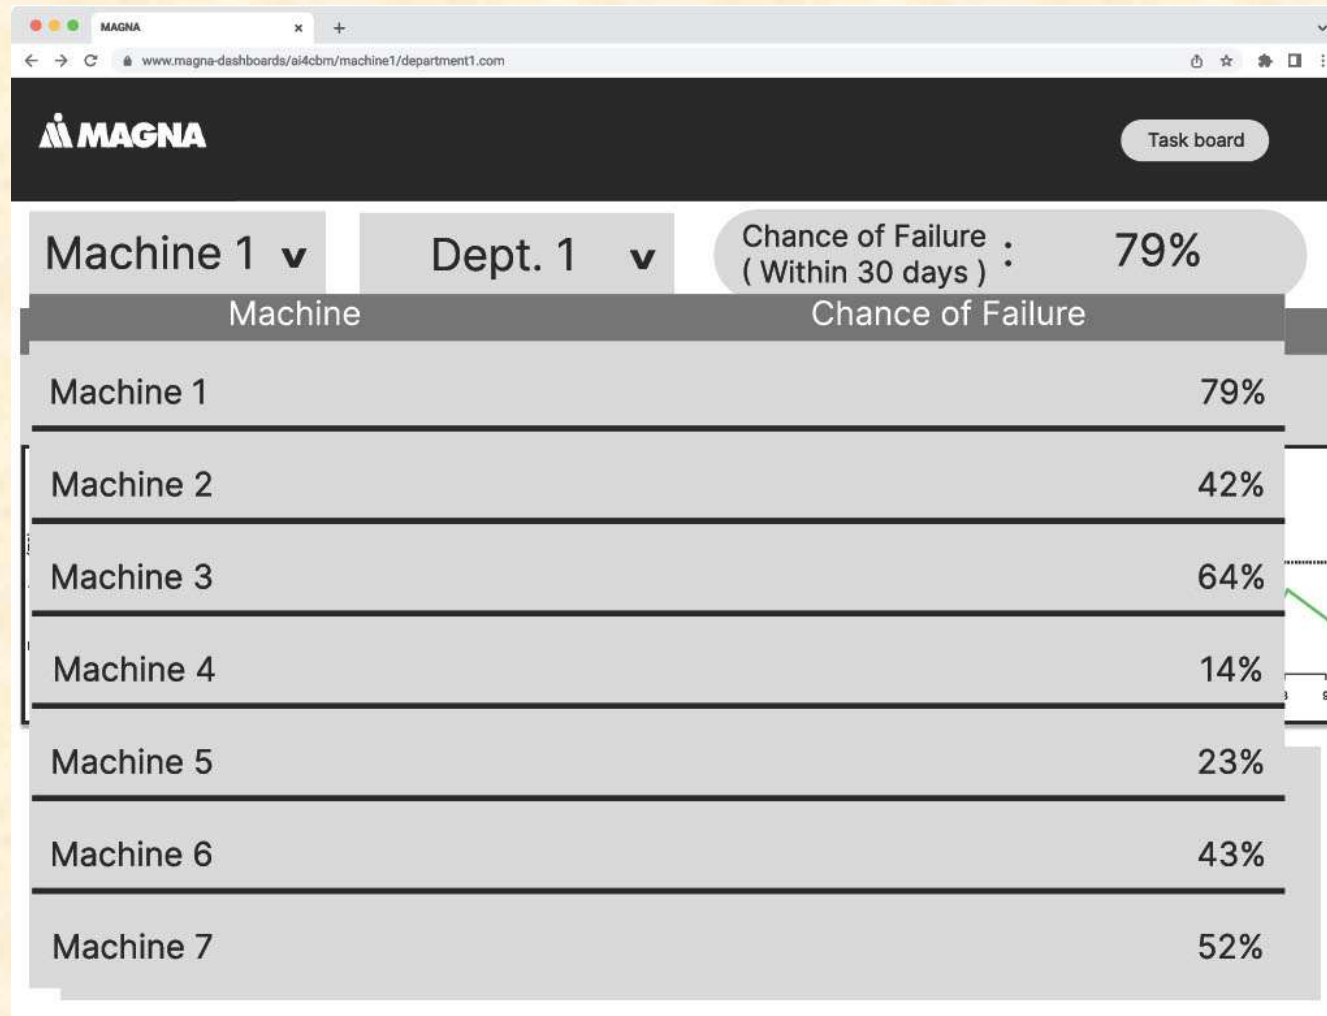 MAGNA
www.magna-dashboards/ai4cbm/machine1/department1.com
MAGNA
Task board
Machine 1 v
Dept. 1 v
Chance of Failure
( Within 30 days ) : 79%
Machine Chance of Failure
Machine 1 79%
Machine 2 42%
Machine 3 64%
Machine 4 14%
Machine 5 23%
Machine 6 43%
Machine 7 52%